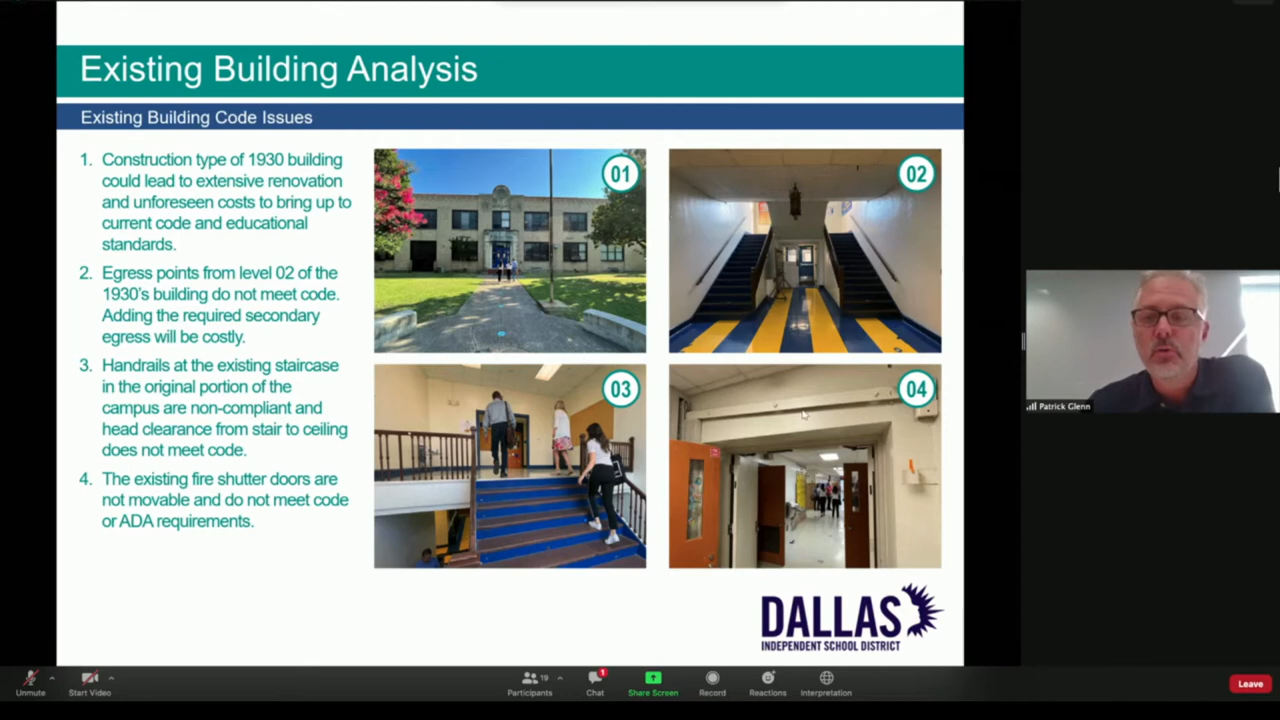 Existing Building Analysis
Existing Building Code Issues
1. Construction type of 1930 building
could lead to extensive renovation
and unforeseen costs to bring up to
current code and educational
standards.
2. Egress points from level 02 of the
1930's building do not meet code.
Adding the required secondary
egress will be costly.
3. Handrails at the existing staircase
in the original portion of the
campus are non-compliant and
head clearance from stair to ceiling
does not meet code.
4. The existing fire shutter doors are
not movable and do not meet code
or ADA requirements.
01
02
03
04
DALLAS
INDEPENDENT SCHOOL DISTRICT
Patrick Glenn
Unmute
Start Video
19
Participants
1
Chat
Share Screen
Record
Reactions
Interpretation
Leave